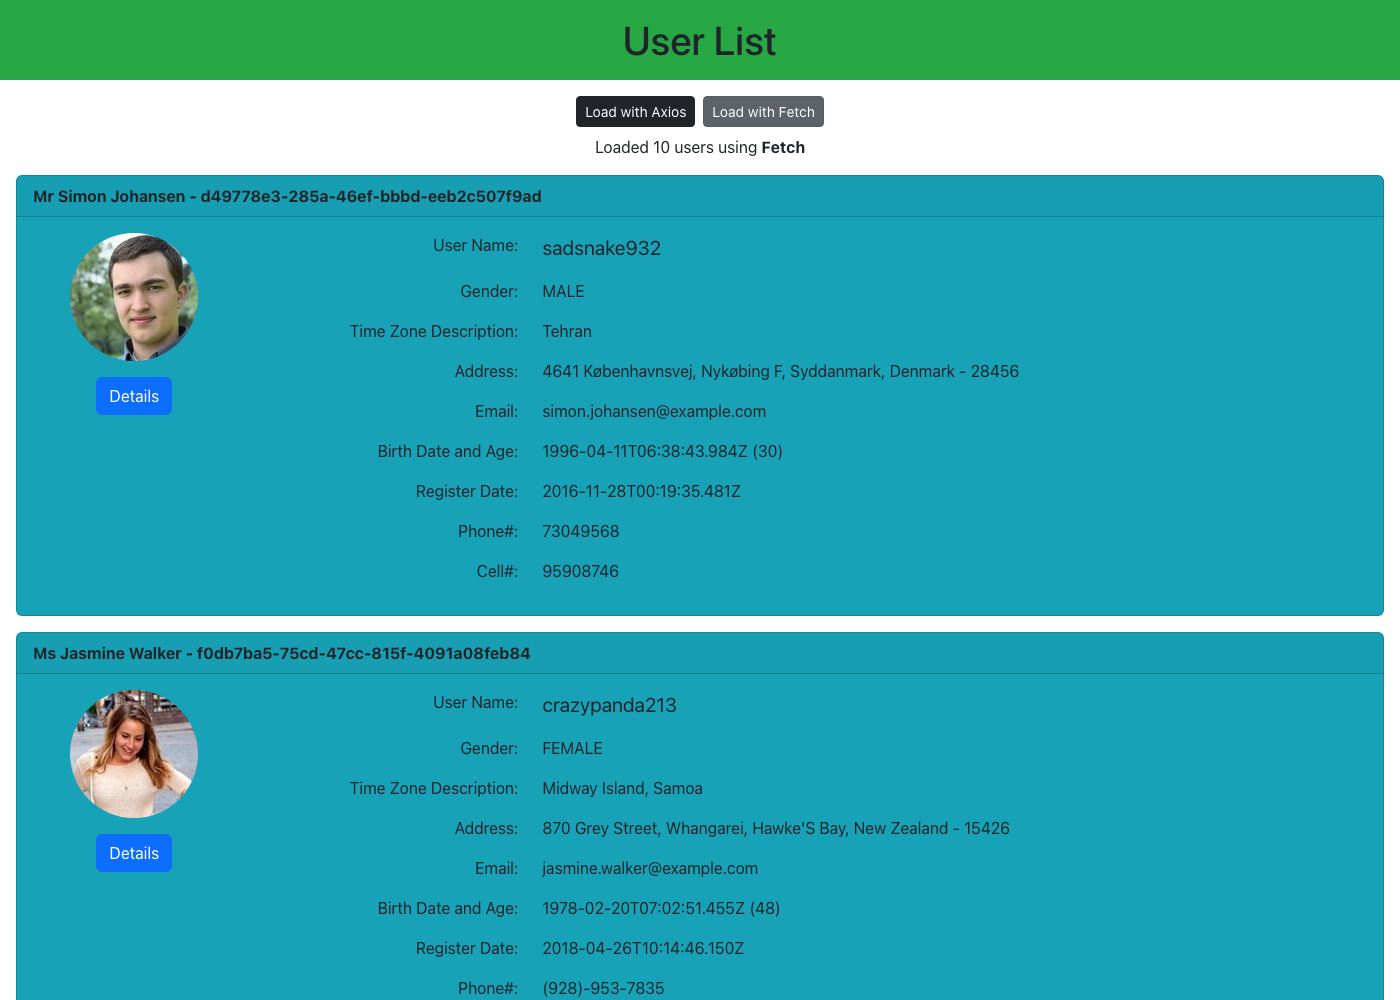 User List
Load with Axios Load with Fetch
Loaded 10 users using Fetch
Mr Simon Johansen - d49778e3-285a-46ef-bbbd-eeb2c507f9ad
User Name: sadsnake932
Gender: MALE
Time Zone Description: Tehran
Address: 4641 Københavnsvej, Nykøbing F, Syddanmark, Denmark - 28456
Details
Email: simon.johansen@example.com
Birth Date and Age: 1996-04-11T06:38:43.984Z (30)
Register Date: 2016-11-28T00:19:35.481Z
Phone#: 73049568
Cell#: 95908746
Ms Jasmine Walker - f0db7ba5-75cd-47cc-815f-4091a08feb84
User Name: crazypanda213
Gender: FEMALE
Time Zone Description: Midway Island, Samoa
Address: 870 Grey Street, Whangarei, Hawke'S Bay, New Zealand - 15426
Details
Email: jasmine.walker@example.com
Birth Date and Age: 1978-02-20T07:02:51.455Z (48)
Register Date: 2018-04-26T10:14:46.150Z
Phone#: (928)-953-7835